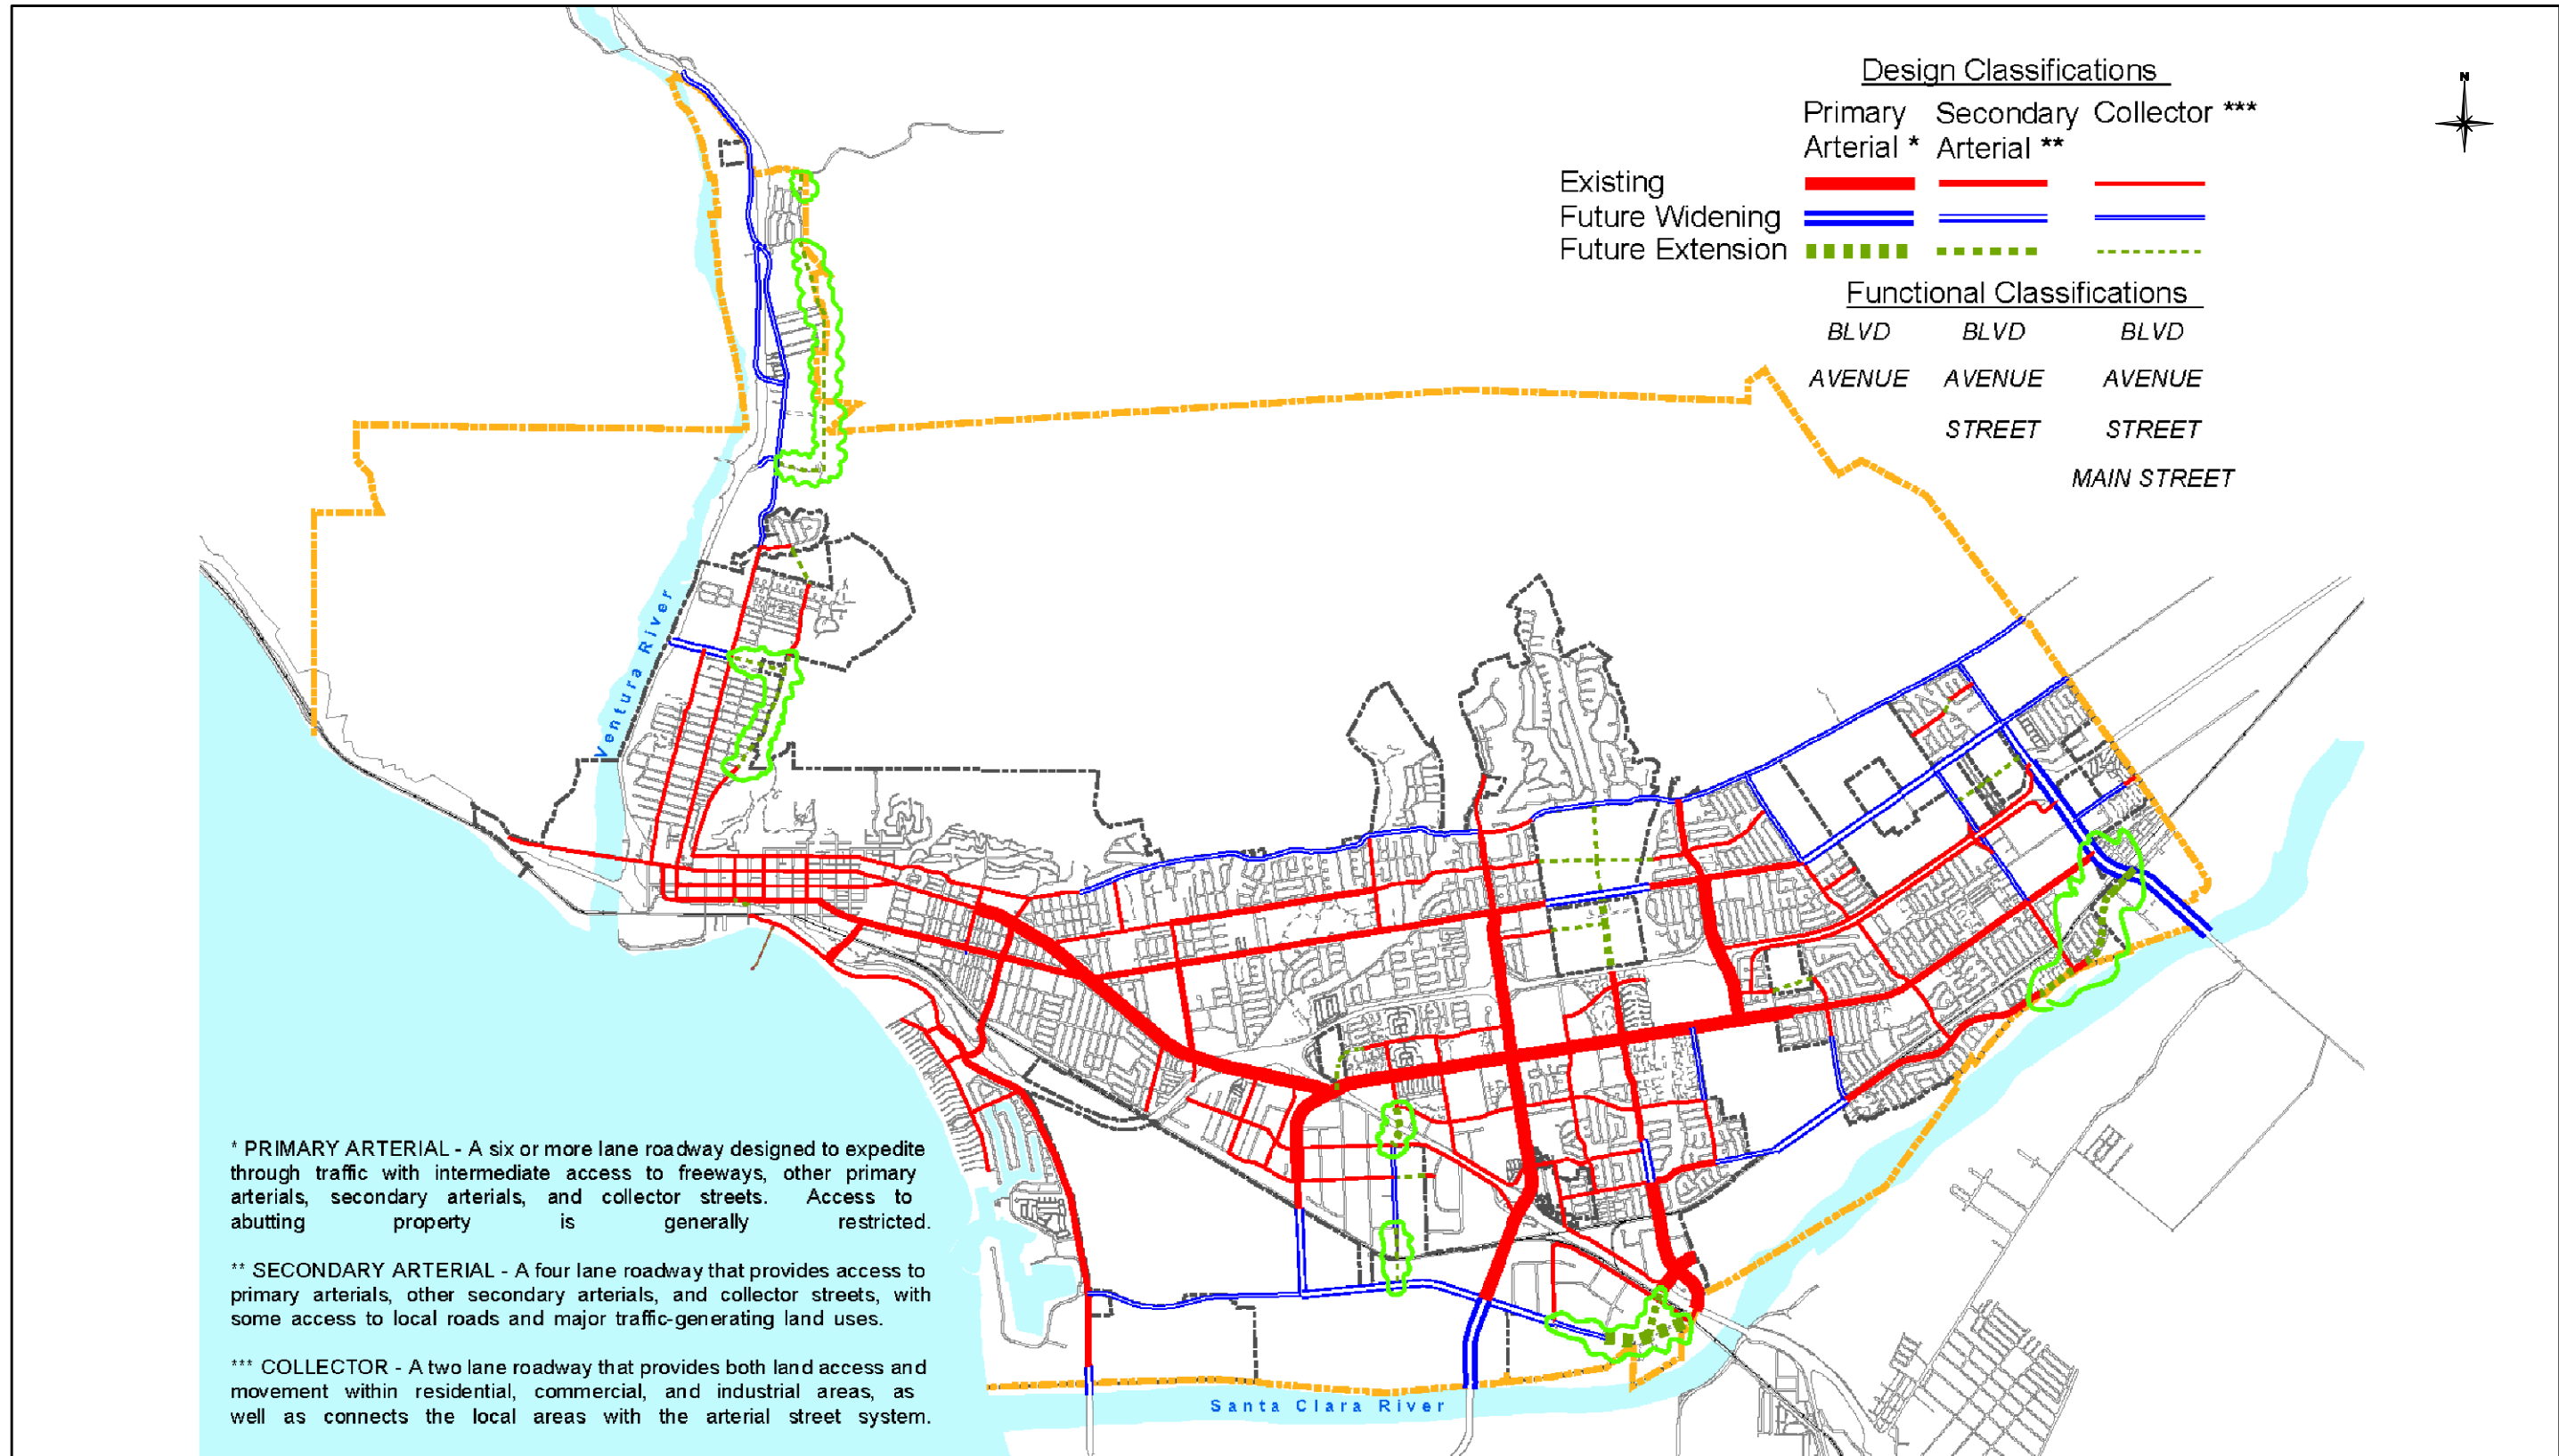 Design Classifications
N
Primary Secondary Collector ***
Arterial * Arterial **
Existing
Future Widening
Future Extension
Functional Classifications
BLVD BLVD BLVD
AVENUE AVENUE AVENUE
STREET STREET
MAIN STREET
Ventura River
* PRIMARY ARTERIAL - A six or more lane roadway designed to expedite
through traffic with intermediate access to freeways, other primary
arterials, secondary arterials, and collector streets. Access to
abutting property is generally restricted.
** SECONDARY ARTERIAL - A four lane roadway that provides access to
primary arterials, other secondary arterials, and collector streets, with
some access to local roads and major traffic-generating land uses.
*** COLLECTOR - A two lane roadway that provides both land access and
movement within residential, commercial, and industrial areas, as
well as connects the local areas with the arterial street system.
Santa Clara River